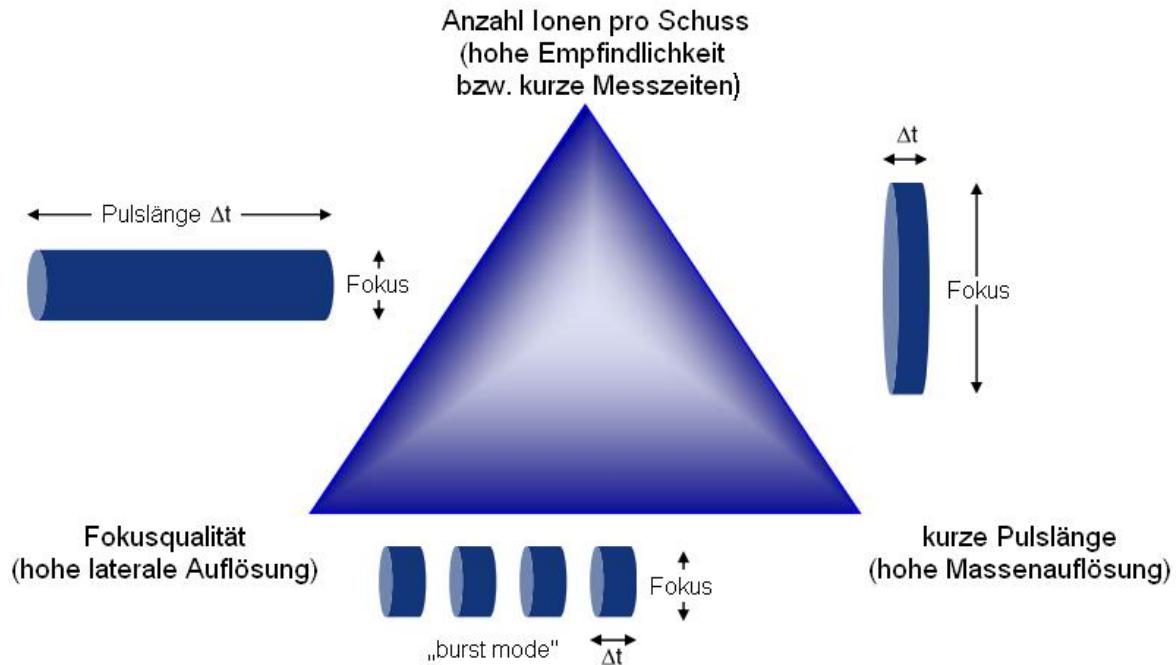 Anzahl Ionen pro Schuss
(hohe Empfindlichkeit
bzw. kurze Messzeiten)
Δt
Pulslänge Δt
Fokus
Fokus
Fokusqualität
(hohe laterale Auflösung)
kurze Pulslänge
(hohe Massenauflösung)
Fokus
„burst mode"
Δt